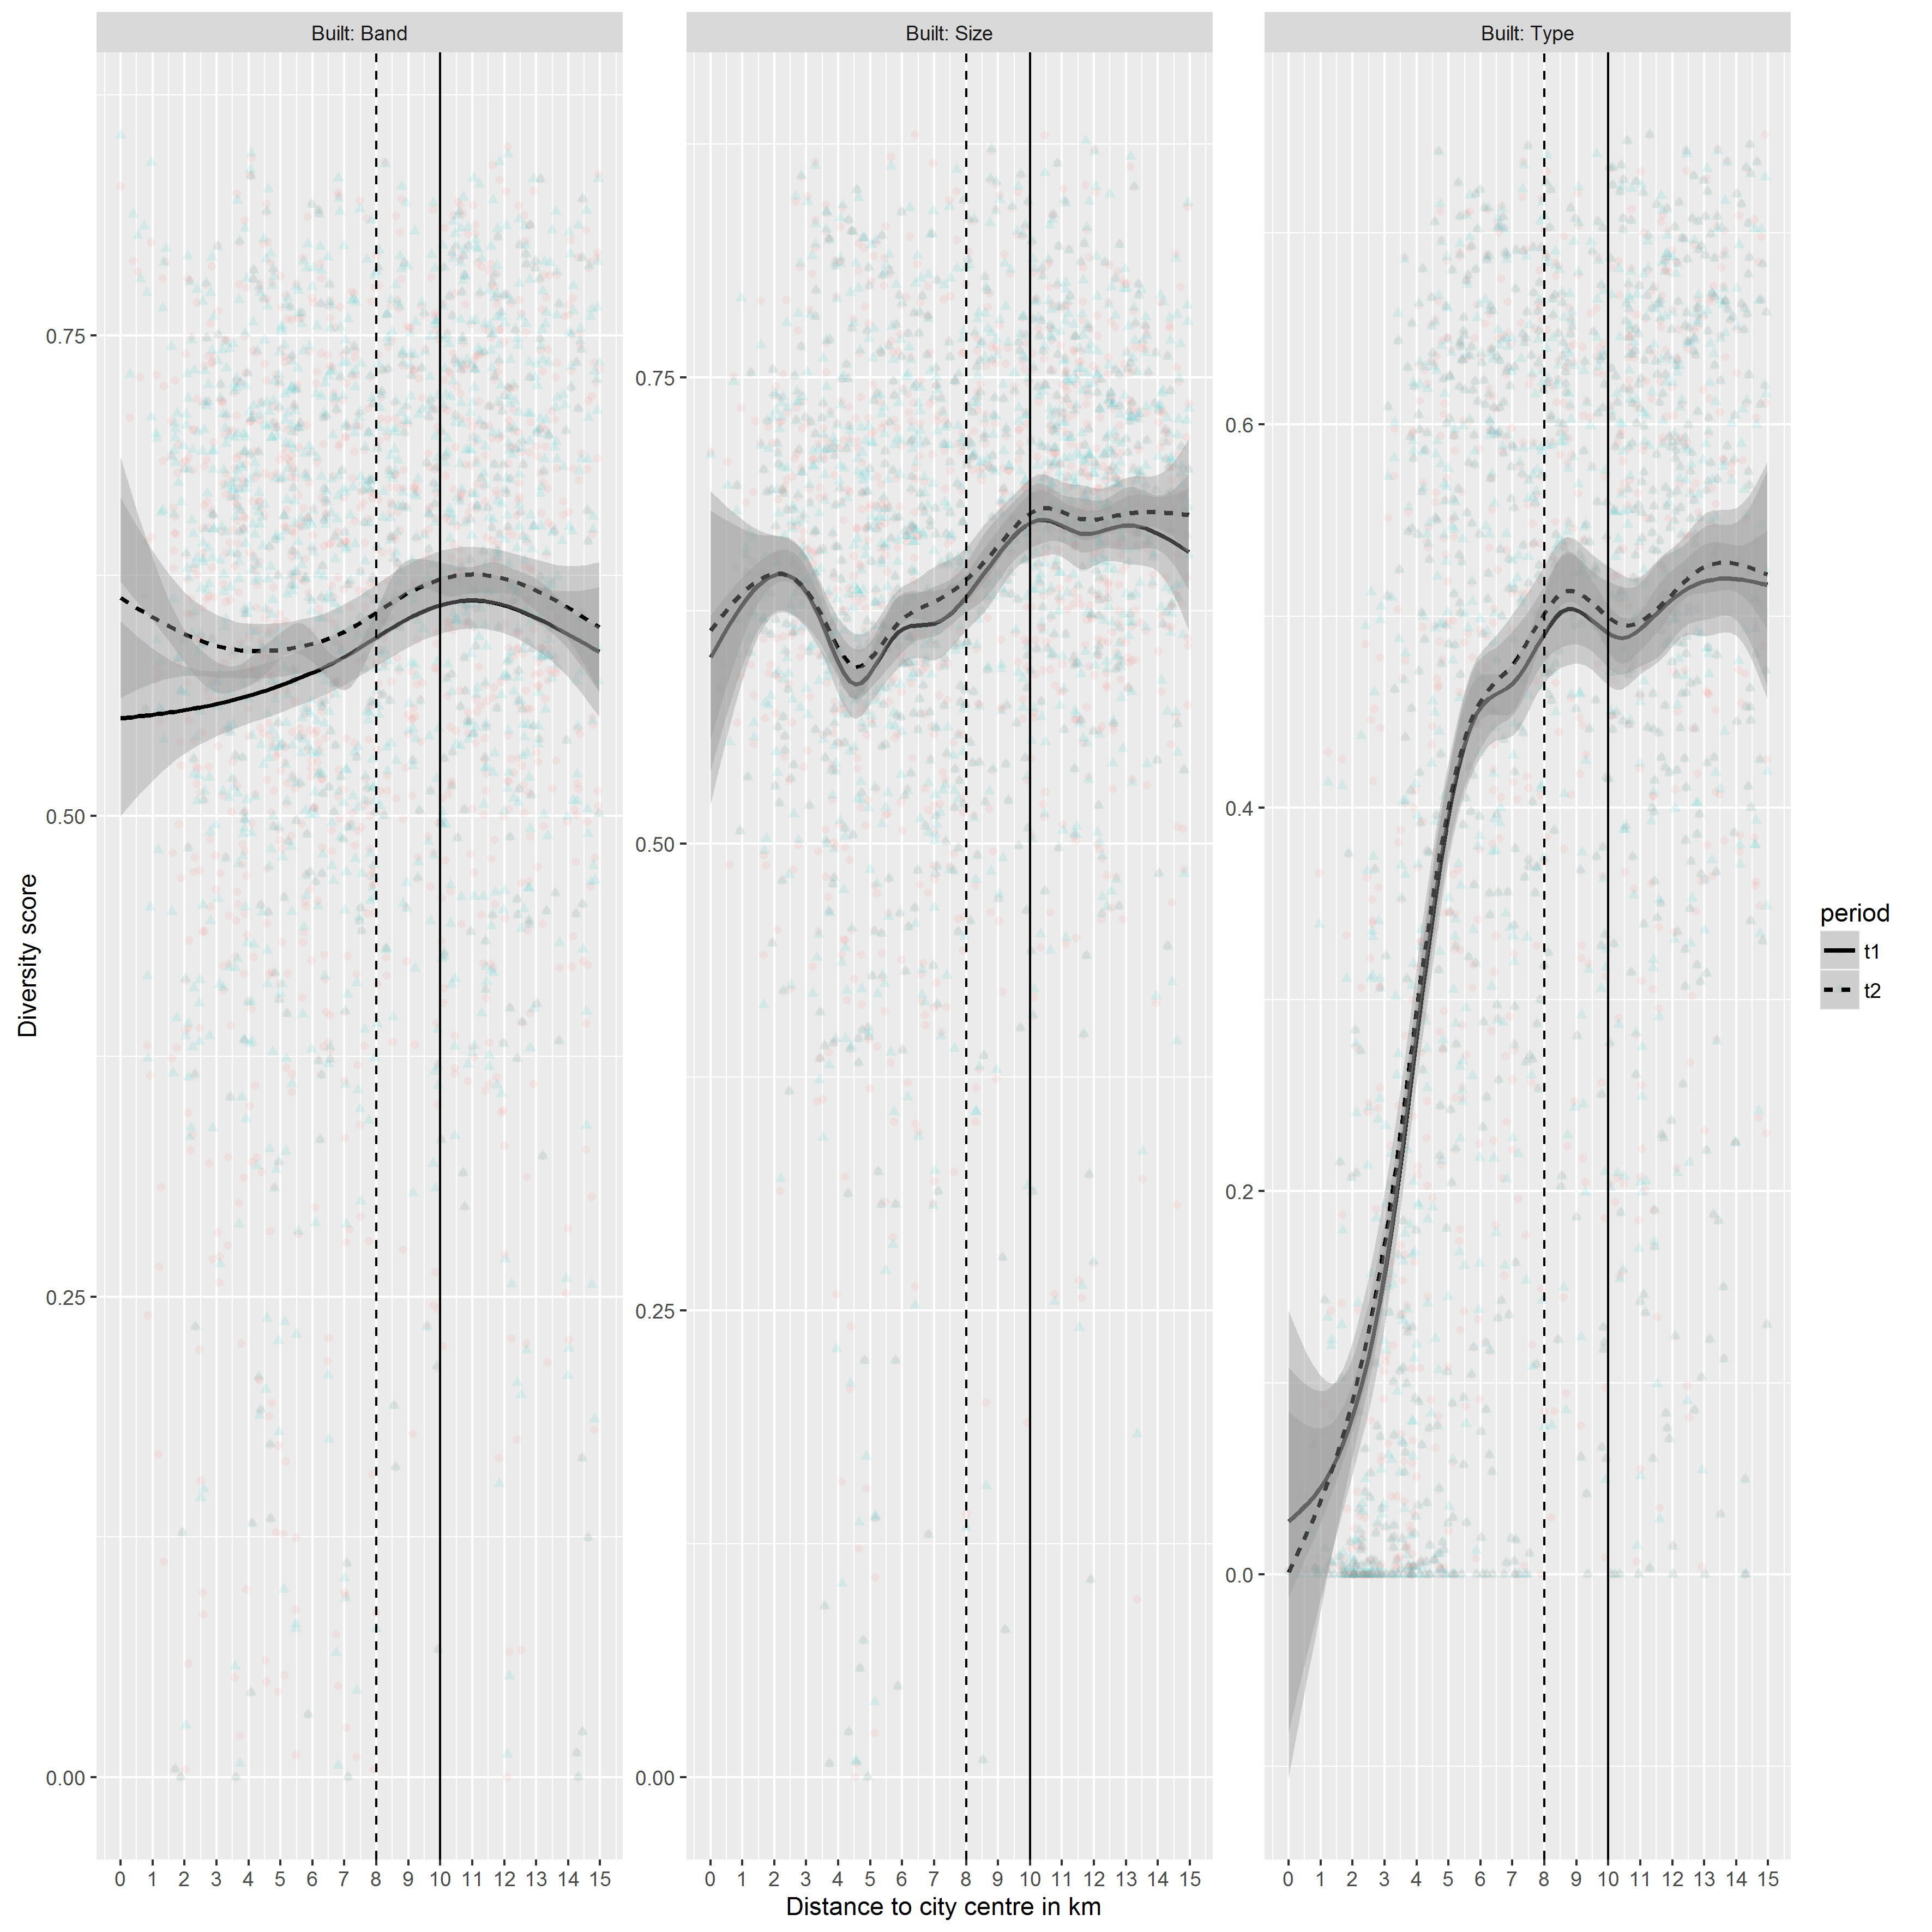 Built: Band
Built: Size
Built: Type
Diversity score
0.75
0.50
0.25
0.00
0.75
0.50
0.25
0.00
0.6
0.4
0.2
0.0
0 1 2 3 4 5 6 7 8 9 10 11 12 13 14 15
0 1 2 3 4 5 6 7 8 9 10 11 12 13 14 15
0 1 2 3 4 5 6 7 8 9 10 11 12 13 14 15
Distance to city centre in km
period
t1
t2